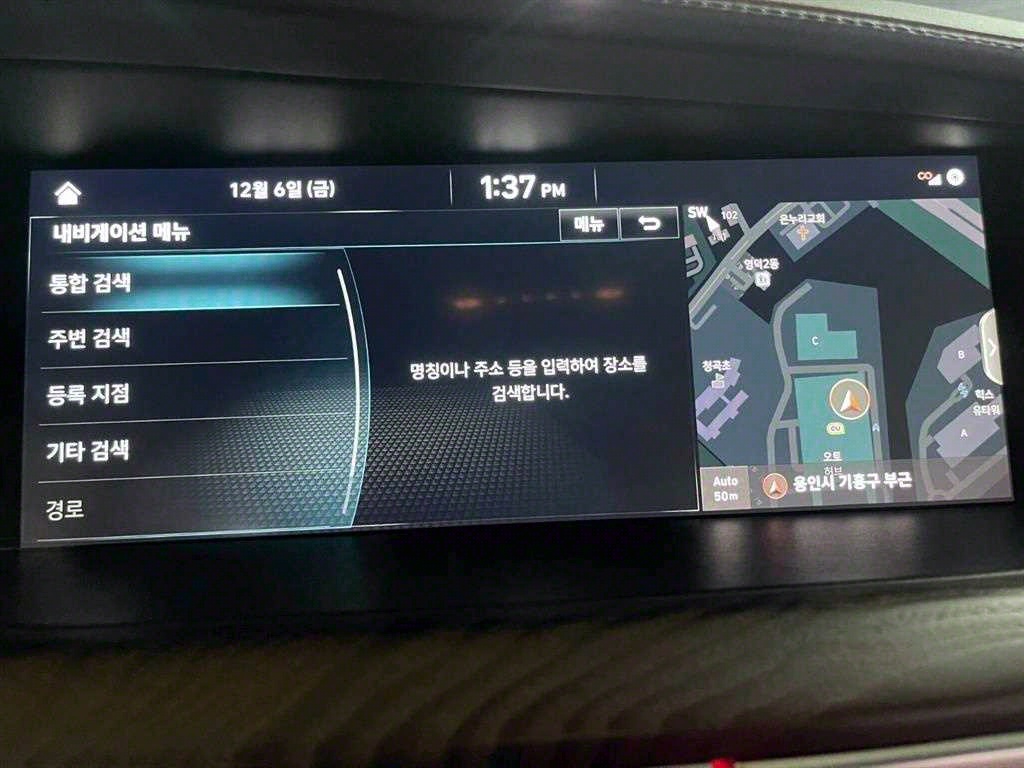 12월 6일 (금)
1:37 PM
내비게이션 메뉴
메뉴
통합 검색
주변 검색
등록 지점
기타 검색
경로
명칭이나 주소 등을 입력하여 장소를
검색합니다.
SW
102
온누리교회
영덕2동
C
청곡초
B
힉스
유타워
A
CU
오토
허브
Auto
50m
용인시 기흥구 부근